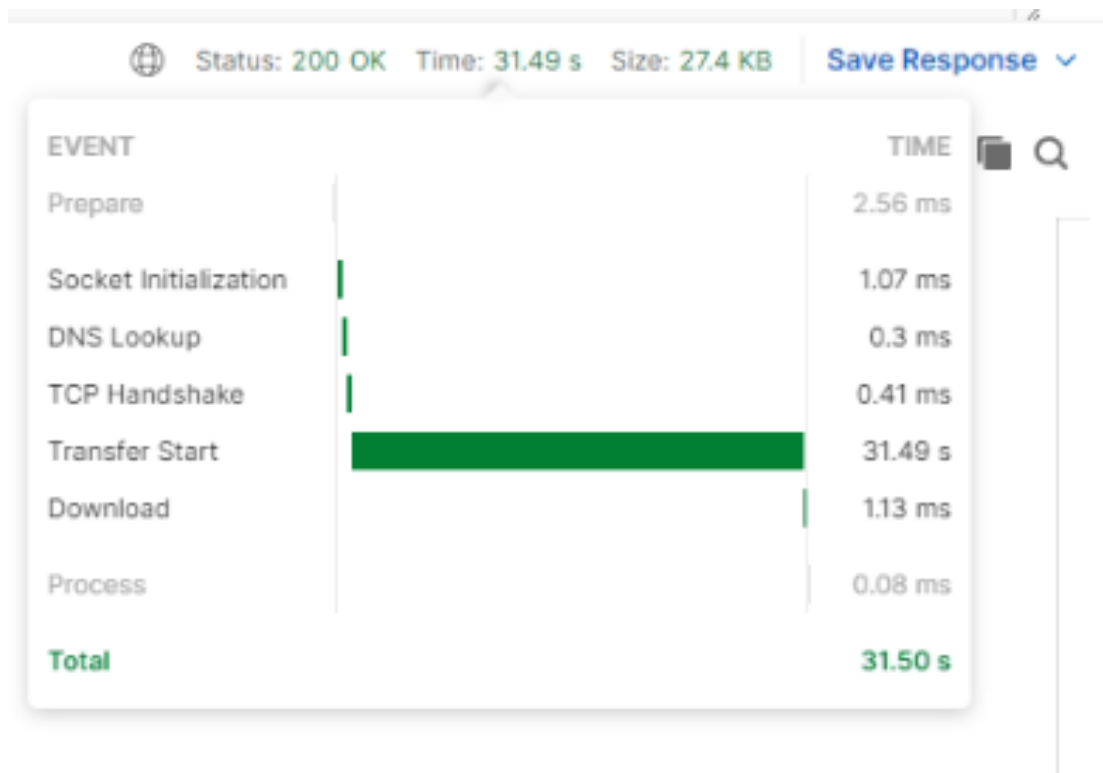 Status: 200 OK Time: 31.49 s Size: 27.4 KB Save Response
EVENT TIME
Prepare 2.56 ms
Socket Initialization 1.07 ms
DNS Lookup 0.3 ms
TCP Handshake 0.41 ms
Transfer Start 31.49 s
Download 1.13 ms
Process 0.08 ms
Total 31.50 s